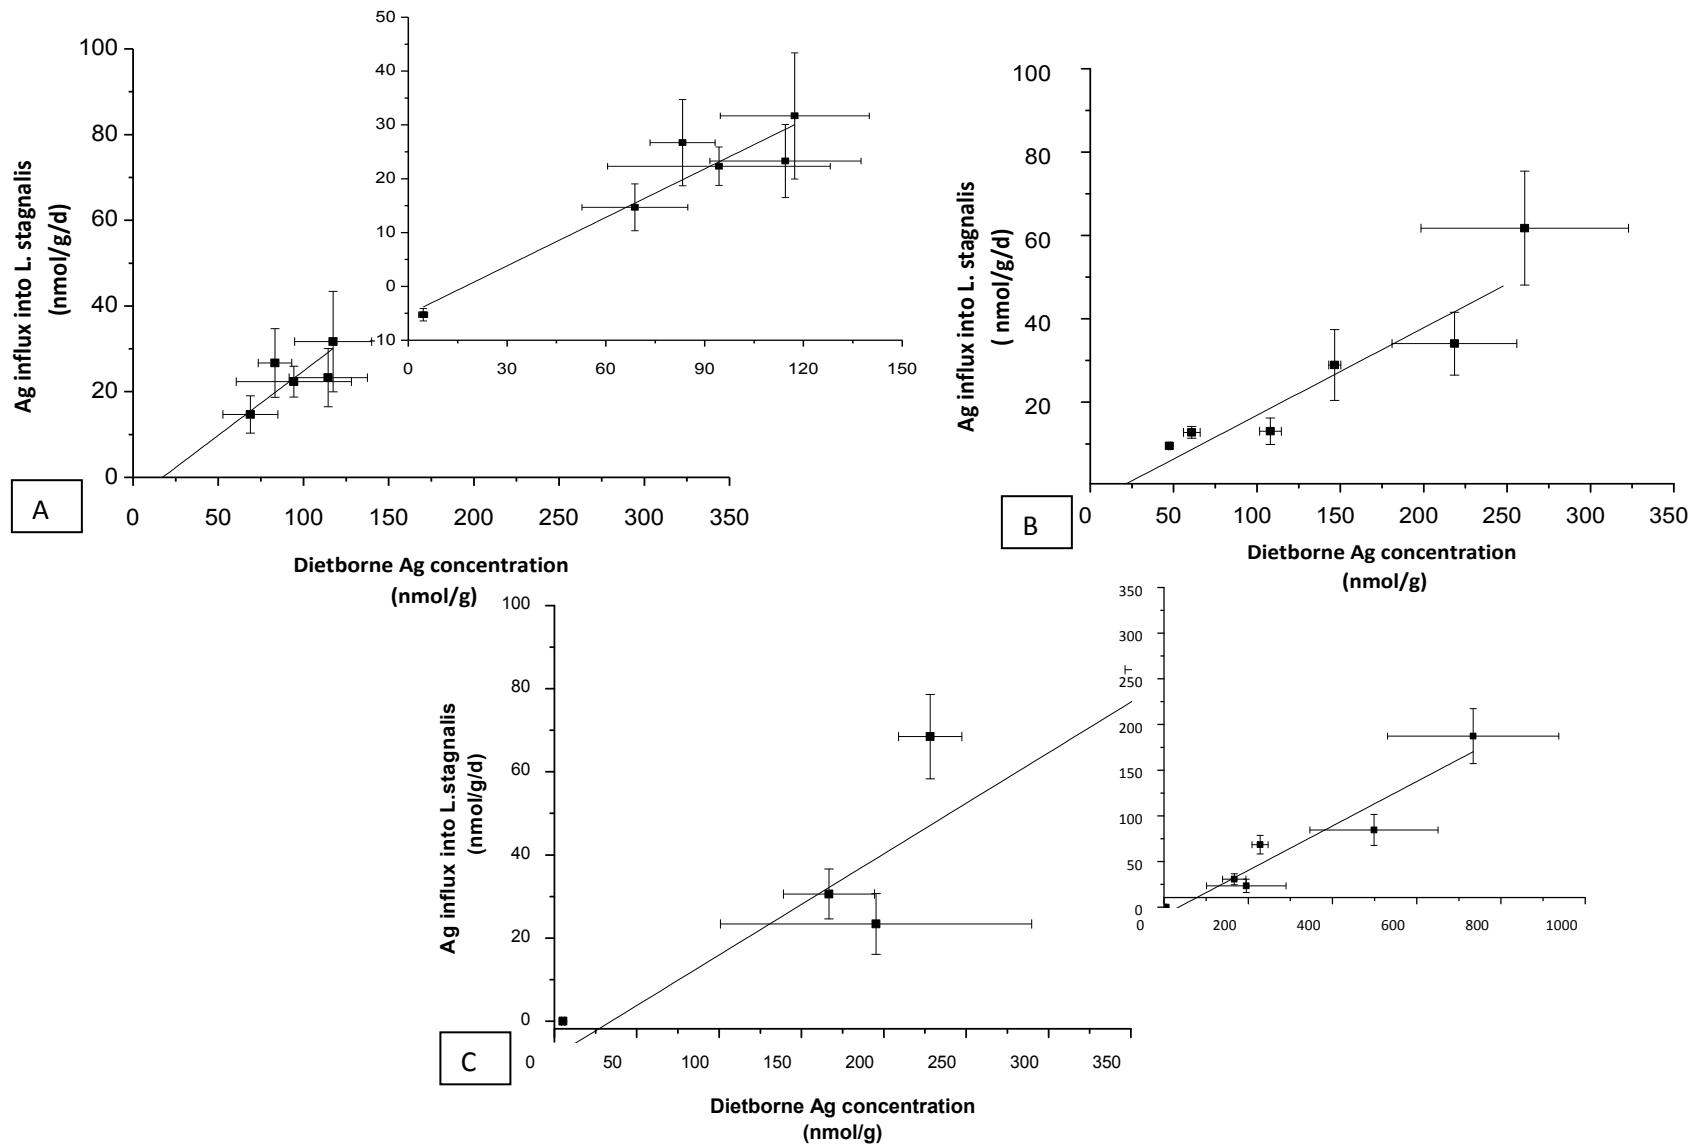 100
80
60
40
20
0
Ag influx into L. stagnalis
(nmol/g/d)
0 50 100 150 200 250 300 350
Dietborne Ag concentration
(nmol/g)
A
50
40
30
20
10
0
10
0 30 60 90 120 150
100
80
60
40
20
Ag influx into L. stagnalis
( nmol/g/d)
0 50 100 150 200 250 300 350
Dietborne Ag concentration
(nmol/g)
B
100
80
60
40
20
0
Ag influx into L.stagnalis
(nmol/g/d)
0 50 100 150 200 250 300 350
Dietborne Ag concentration
(nmol/g)
C
350
300
250
200
150
100
50
0
0 200 400 600 800 1000